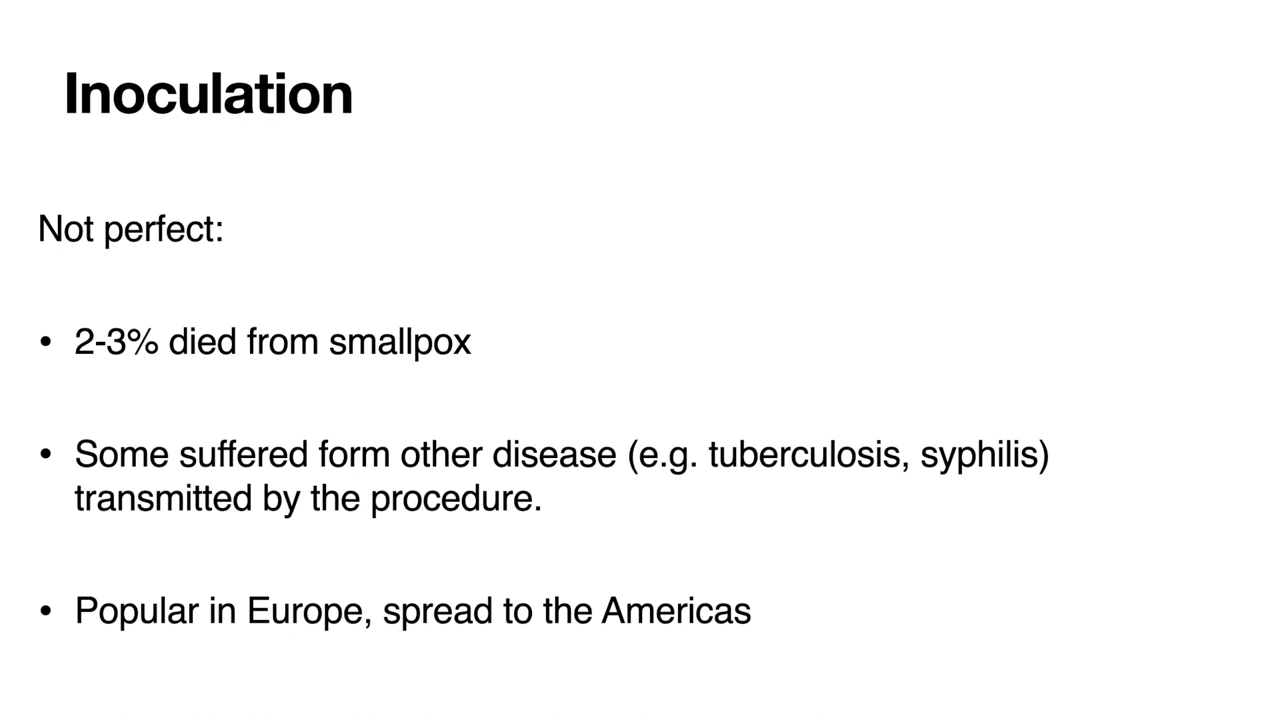 Inoculation
Not perfect:
• 2-3% died from smallpox
• Some suffered form other disease (e.g. tuberculosis, syphilis)
transmitted by the procedure.
• Popular in Europe, spread to the Americas